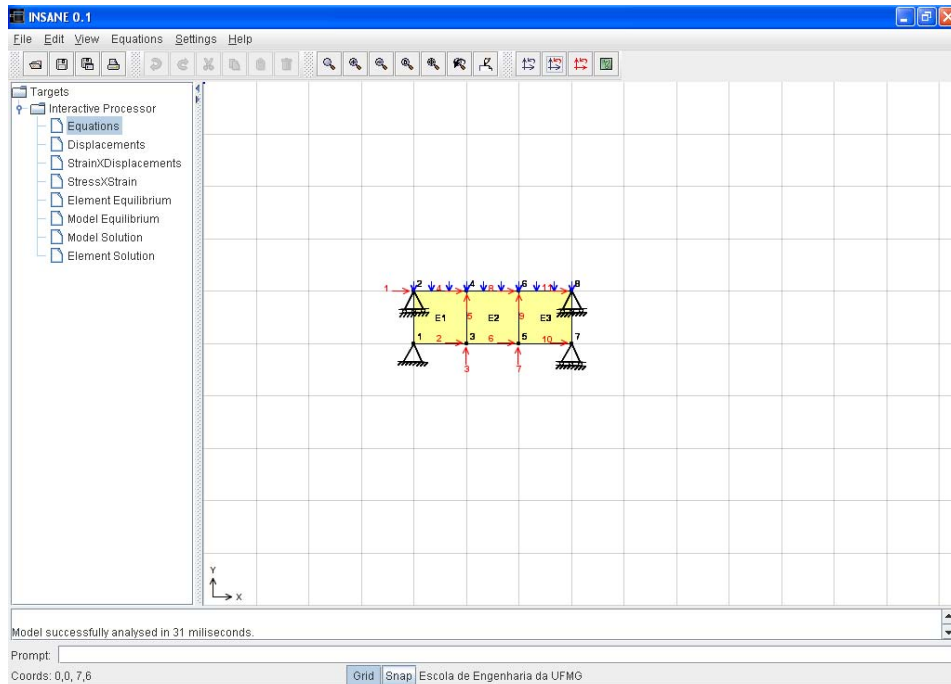 INSANE 0.1
File Edit View Equations Settings Help
Targets
Interactive Processor
Equations
Displacements
StrainXDisplacements
StressXStrain
Element Equilibrium
Model Equilibrium
Model Solution
Element Solution
1 2 4 4 8 6 11 8
E1 5 E2 9 E3
1 2 3 6 5 10 7
3 7
Y
X
Model successfully analysed in 31 miliseconds.
Prompt:
Coords: 0,0, 7,6 Grid Snap Escola de Engenharia da UFMG